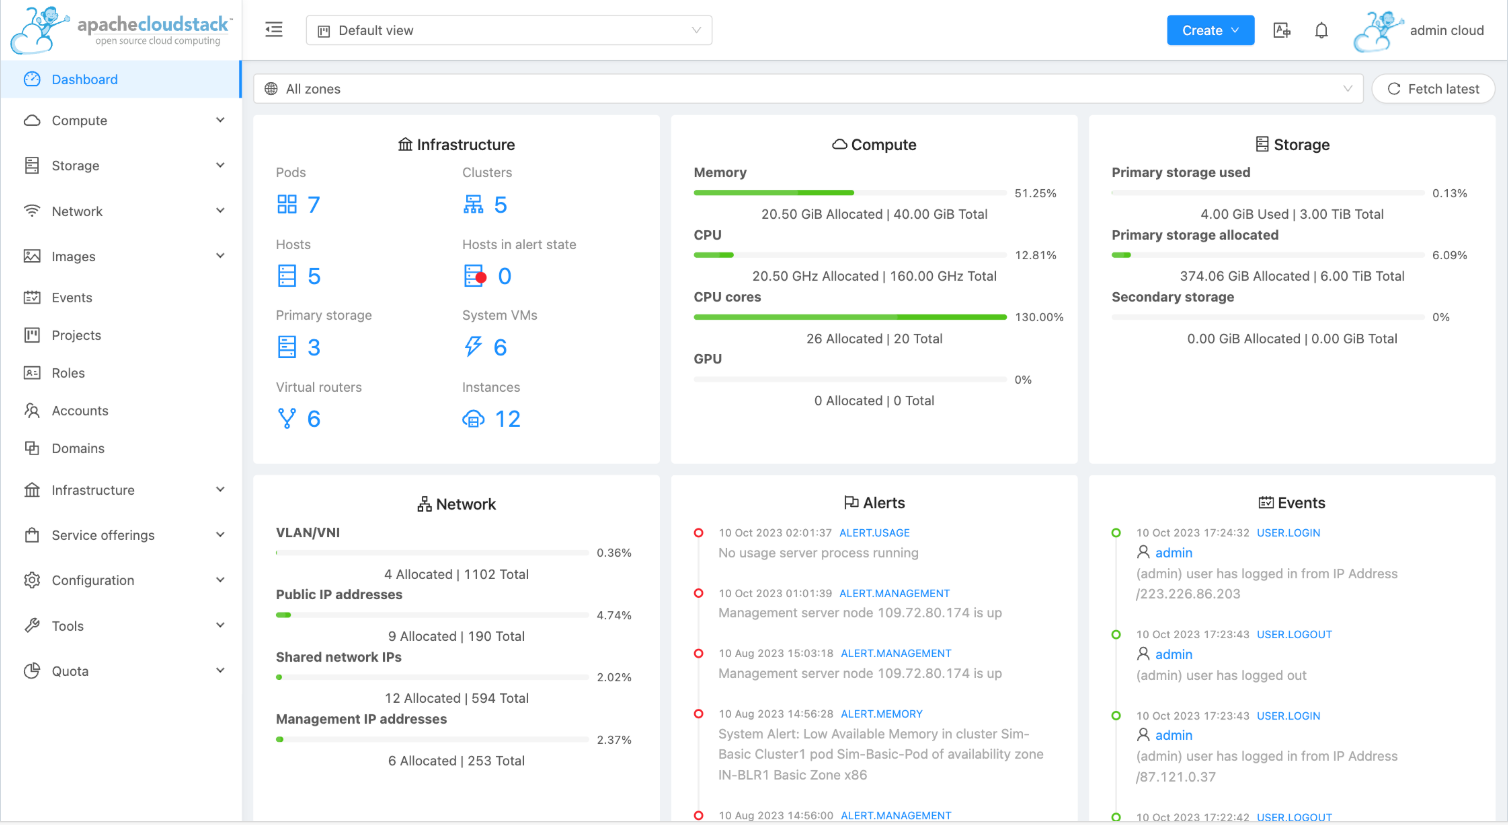 apachecloudstack™
open source cloud computing
Default view
Create
admin cloud
Dashboard
Compute
Storage
Network
Images
Events
Projects
Roles
Accounts
Domains
Infrastructure
Service offerings
Configuration
Tools
Quota
All zones
Fetch latest
Infrastructure
Pods
Clusters
7
5
Hosts
Hosts in alert state
5
0
Primary storage
System VMs
3
6
Virtual routers
Instances
6
12
Compute
Memory
51.25%
20.50 GiB Allocated | 40.00 GiB Total
CPU
12.81%
20.50 GHz Allocated | 160.00 GHz Total
CPU cores
130.00%
26 Allocated | 20 Total
GPU
0%
0 Allocated | 0 Total
Storage
Primary storage used
0.13%
4.00 GiB Used | 3.00 TiB Total
Primary storage allocated
6.09%
374.06 GiB Allocated | 6.00 TiB Total
Secondary storage
0%
0.00 GiB Allocated | 0.00 GiB Total
Network
VLAN/VNI
0.36%
4 Allocated | 1102 Total
Public IP addresses
4.74%
9 Allocated | 190 Total
Shared network IPs
2.02%
12 Allocated | 594 Total
Management IP addresses
2.37%
6 Allocated | 253 Total
Alerts
10 Oct 2023 02:01:37 ALERT.USAGE
No usage server process running
10 Oct 2023 01:01:39 ALERT.MANAGEMENT
Management server node 109.72.80.174 is up
10 Aug 2023 15:03:18 ALERT.MANAGEMENT
Management server node 109.72.80.174 is up
10 Aug 2023 14:56:28 ALERT.MEMORY
System Alert: Low Available Memory in cluster Sim-
Basic Cluster1 pod Sim-Basic-Pod of availability zone
IN-BLR1 Basic Zone x86
10 Aug 2023 14:56:00 ALERT.MANAGEMENT
Events
10 Oct 2023 17:24:32 USER.LOGIN
admin
(admin) user has logged in from IP Address
/223.226.86.203
10 Oct 2023 17:23:43 USER.LOGOUT
admin
(admin) user has logged out
10 Oct 2023 17:23:43 USER.LOGIN
admin
(admin) user has logged in from IP Address
/87.121.0.37
10 Oct 2023 17:22:42 USER.LOGOUT